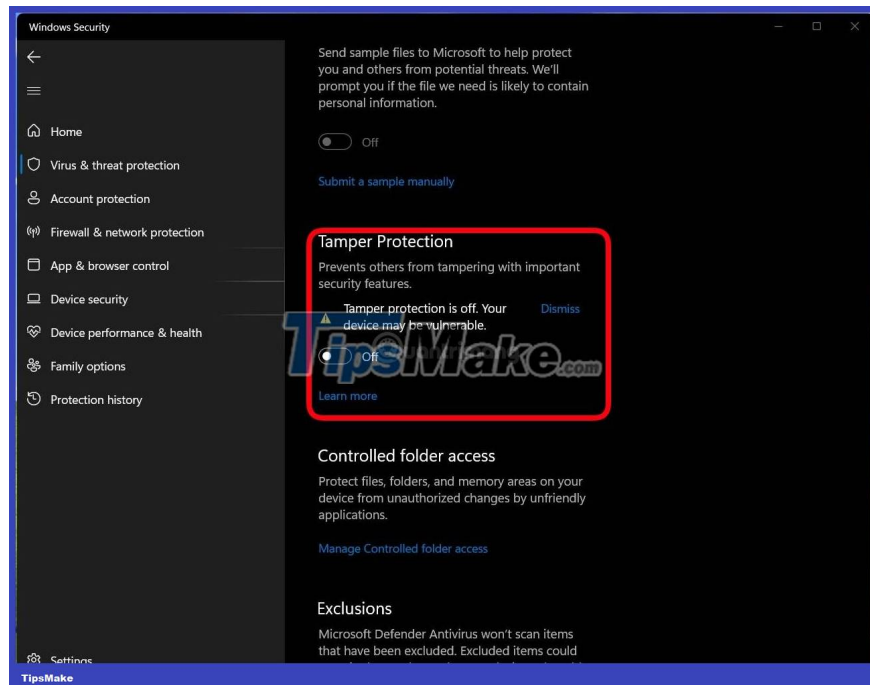 Windows Security
Home
Virus & threat protection
Account protection
Firewall & network protection
App & browser control
Device security
Device performance & health
Family options
Protection history
Settings
Send sample files to Microsoft to help protect
you and others from potential threats. We'll
prompt you if the file we need is likely to contain
personal information.
Off
Submit a sample manually
Tamper Protection
Prevents others from tampering with important
security features.
Tamper protection is off. Your
device may be vulnerable.
Dismiss
Off
TipsMake.com
Learn more
Controlled folder access
Protect files, folders, and memory areas on your
device from unauthorized changes by unfriendly
applications.
Manage Controlled folder access
Exclusions
Microsoft Defender Antivirus won't scan items
that have been excluded. Excluded items could
TipsMake